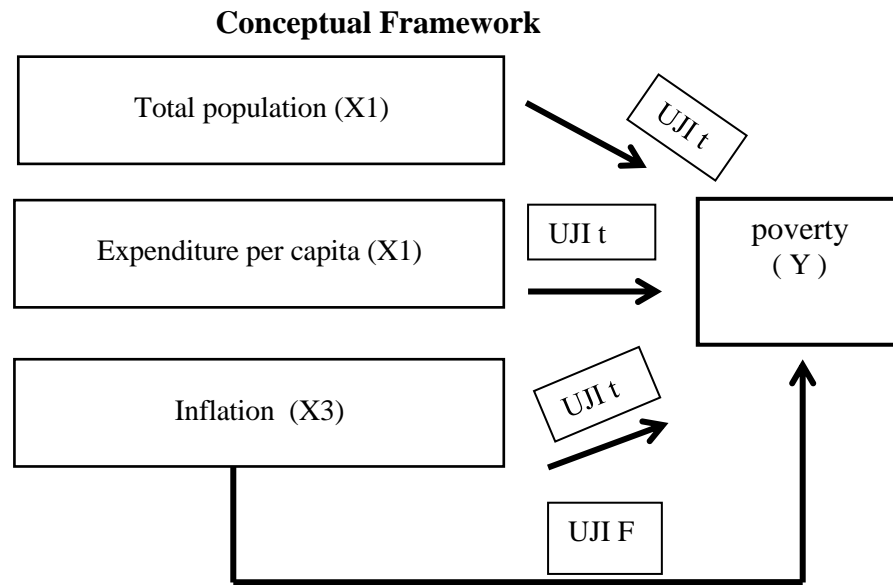 Conceptual Framework
Total population (X1)
UJI t
Expenditure per capita (X1)
UJI t
poverty
( Y )
Inflation (X3)
UJI t
UJI F